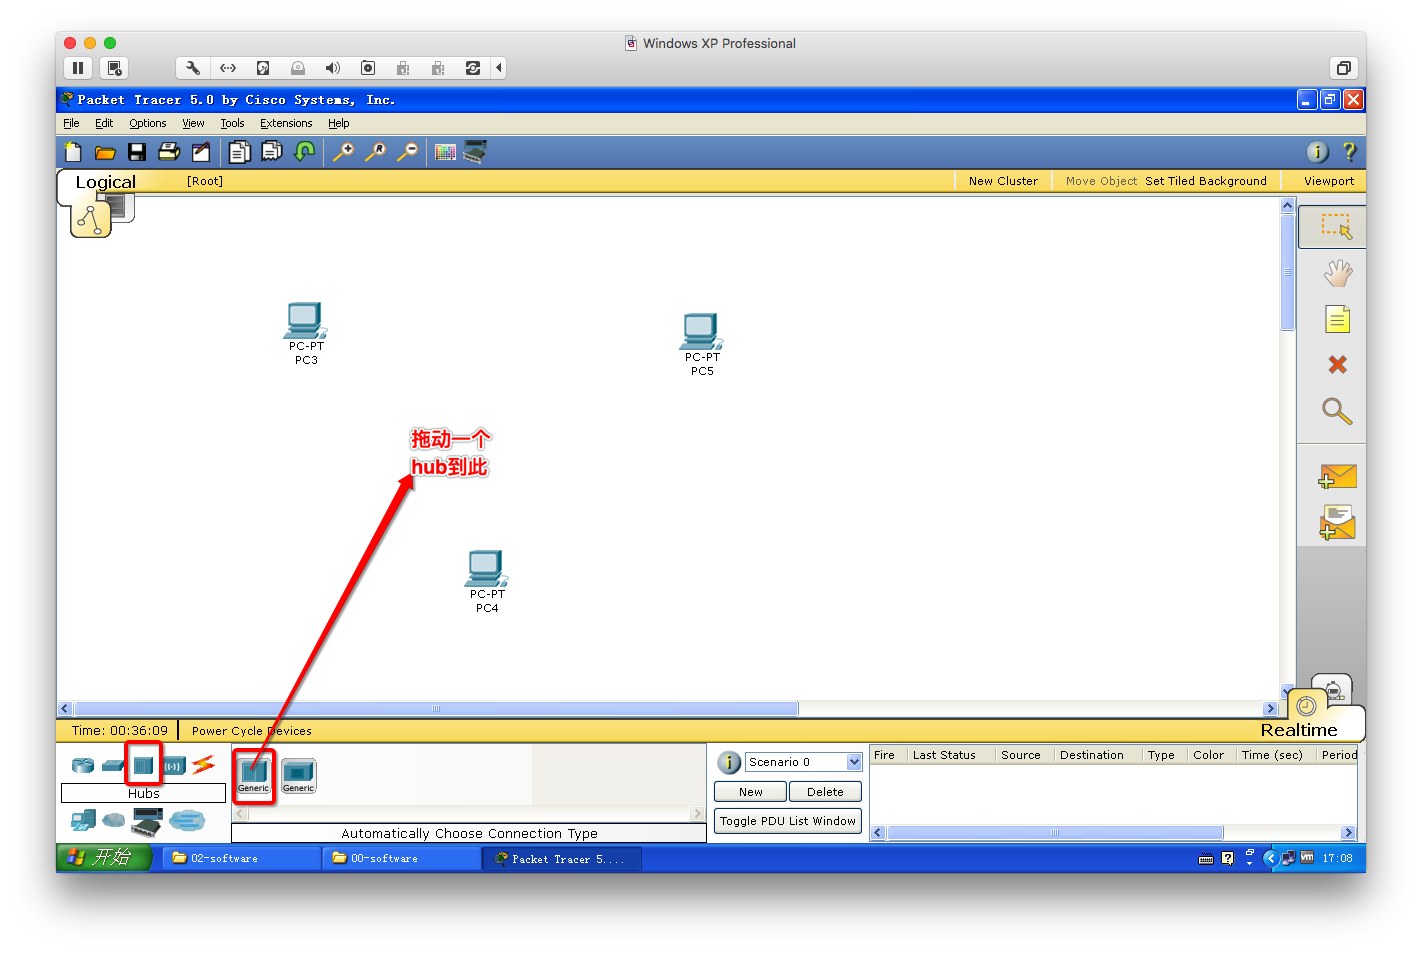 Windows XP Professional
Packet Tracer 5.0 by Cisco Systems, Inc.
File Edit Options View Tools Extensions Help
Logical [Root] New Cluster Move Object Set Tiled Background Viewport
PC-PT
PC3
PC-PT
PC5
拖动一个
hub到此
PC-PT
PC4
Time: 00:36:09 Power Cycle Devices
Realtime
Hubs
Generic Generic
Automatically Choose Connection Type
Scenario 0
New Delete
Toggle PDU List Window
Fire Last Status Source Destination Type Color Time (sec) Period
开始 02-software 00-software Packet Tracer 5.... 17:08